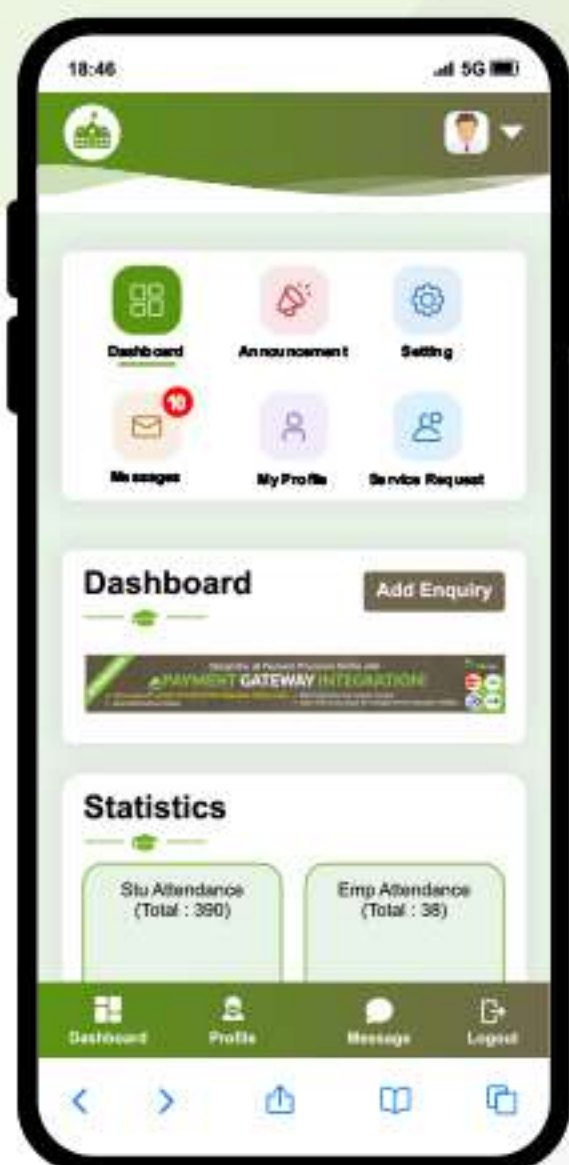 18:46
5G
Dashboard
Announcement
Setting
10
Messages
My Profile
Service Request
Dashboard
Add Enquiry
PAYMENT GATEWAY INTEGRATION!
Statistics
Stu Attendance
(Total : 390)
Emp Attendance
(Total : 38)
Dashboard
Profile
Message
Logout